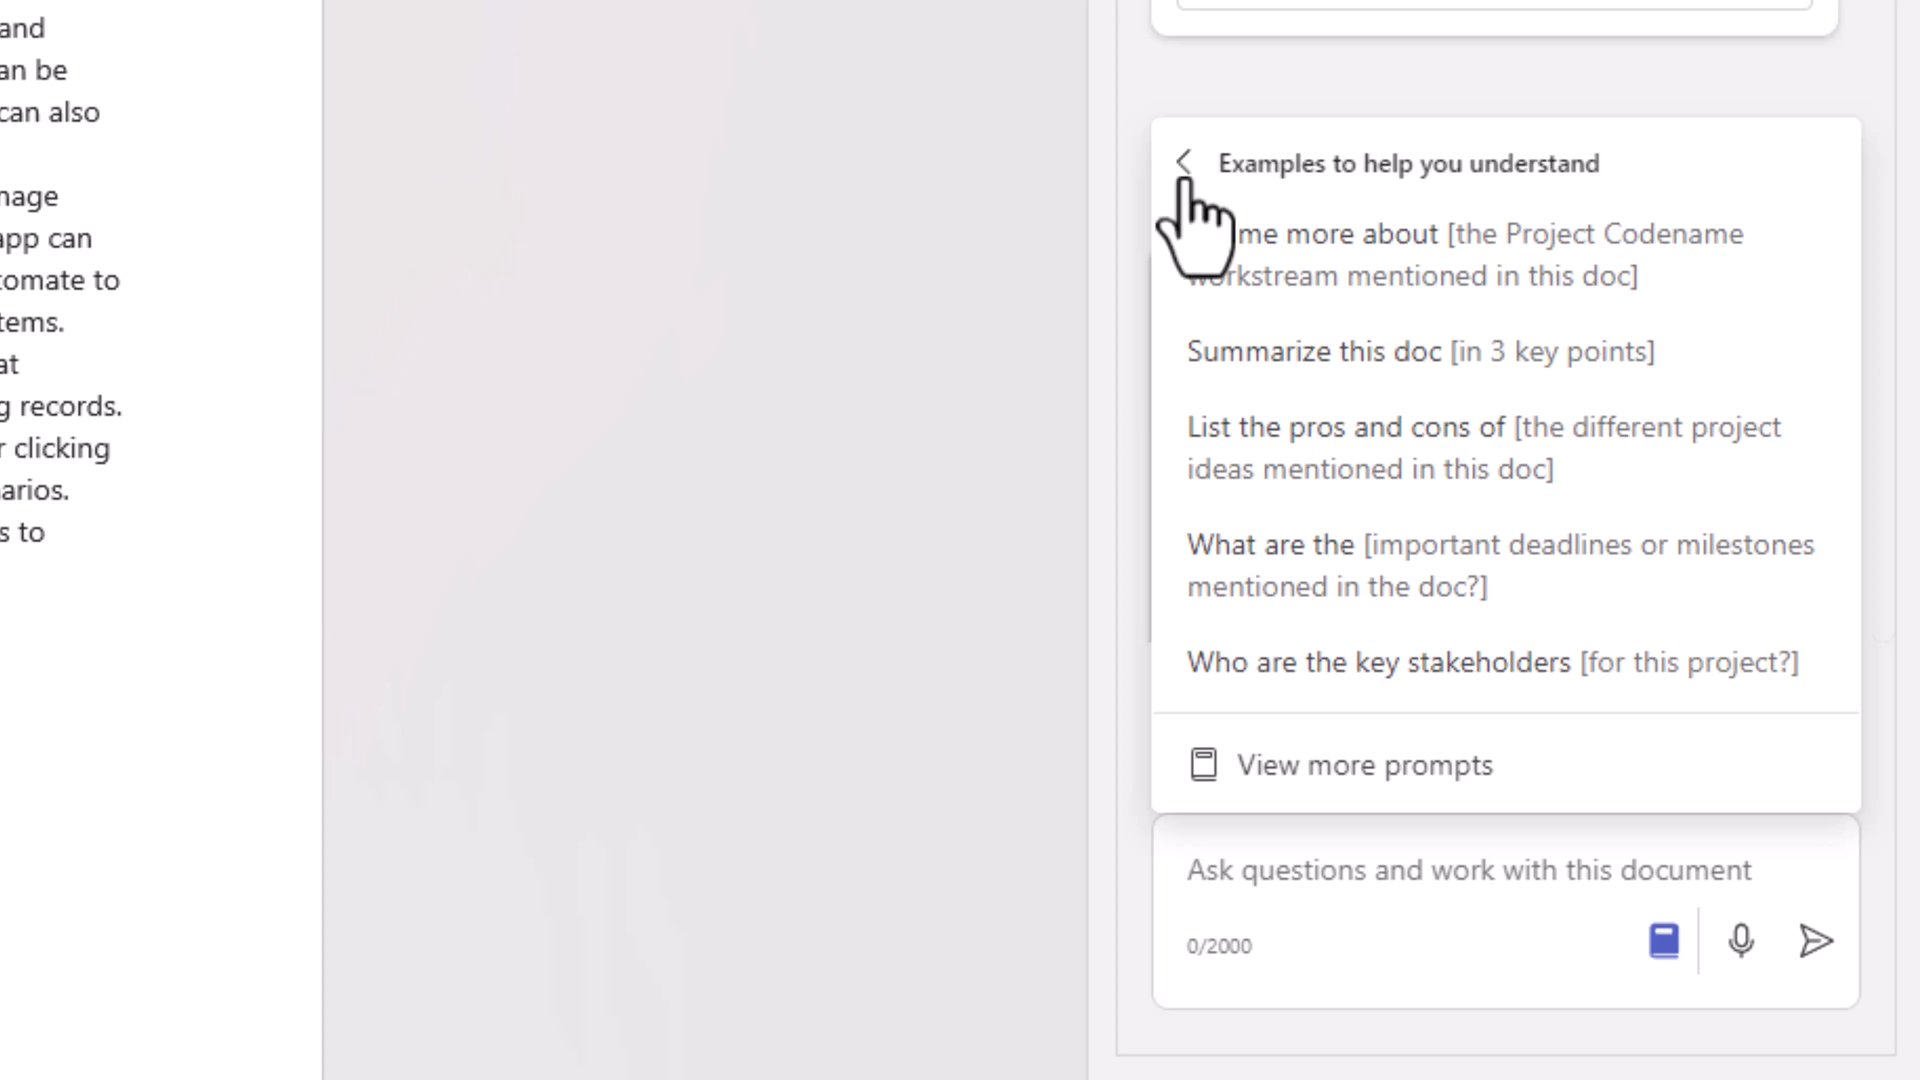 and
an be
can also
mage
app can
tomate to
tems.
at
g records.
r clicking
arios.
s to
Examples to help you understand
me more about [the Project Codename
workstream mentioned in this doc]
Summarize this doc [in 3 key points]
List the pros and cons of [the different project
ideas mentioned in this doc]
What are the [important deadlines or milestones
mentioned in the doc?]
Who are the key stakeholders [for this project?]
View more prompts
Ask questions and work with this document
0/2000